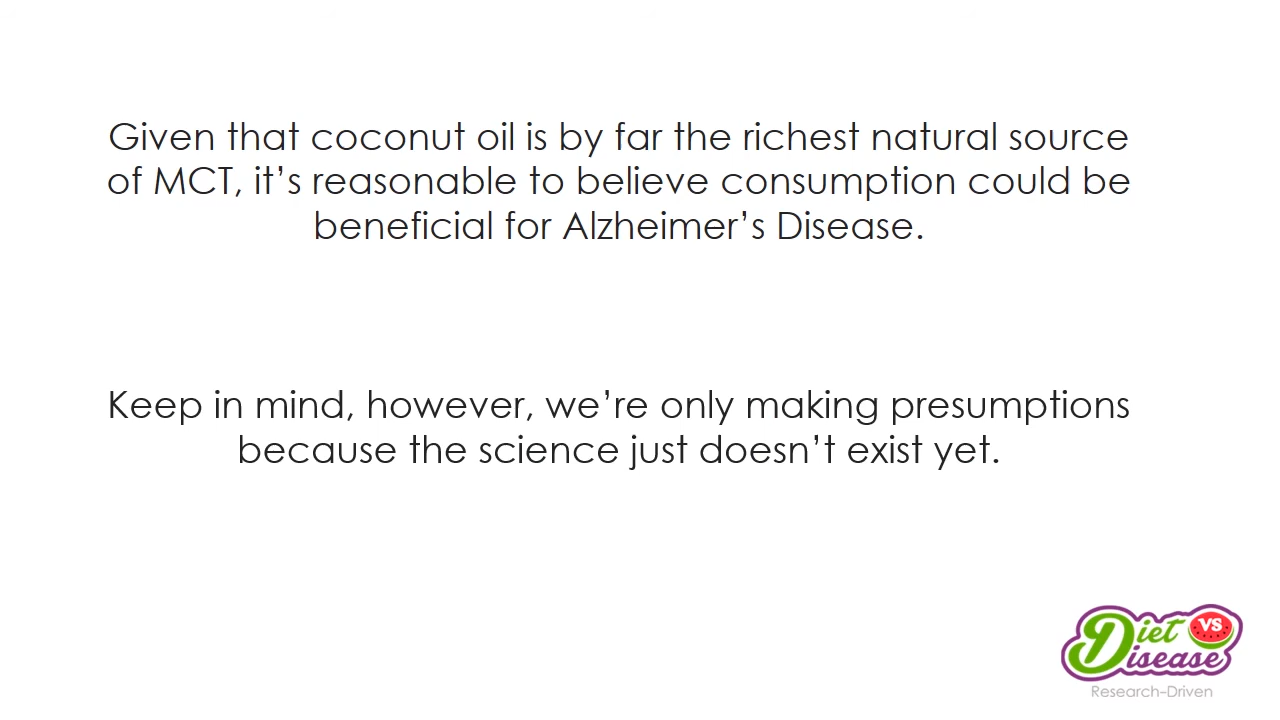 Given that coconut oil is by far the richest natural source
of MCT, it's reasonable to believe consumption could be
beneficial for Alzheimer's Disease.
Keep in mind, however, we're only making presumptions
because the science just doesn't exist yet.
Diet vs
Disease
Research-Driven